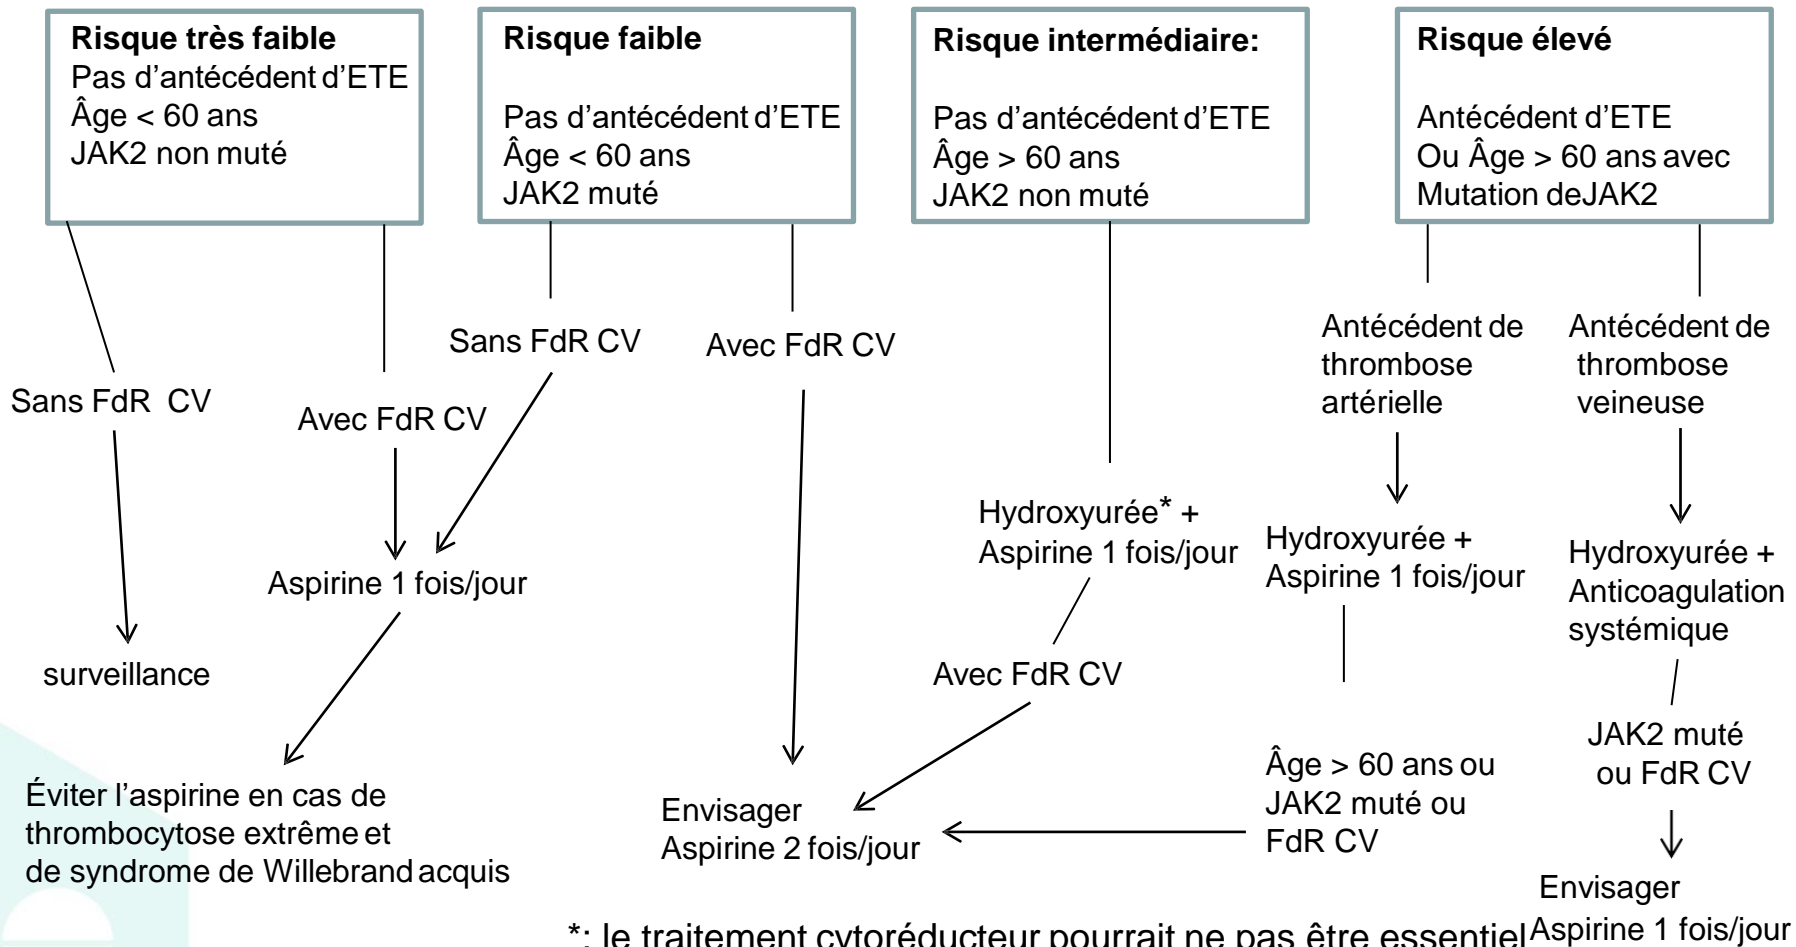 Risque très faible
Pas d'antécédent d'ETE
Âge < 60 ans
JAK2 non muté
Risque faible
Pas d'antécédent d'ETE
Âge < 60 ans
JAK2 muté
Risque intermédiaire:
Pas d'antécédent d'ETE
Âge > 60 ans
JAK2 non muté
Risque élevé
Antécédent d'ETE
Ou Âge > 60 ans avec
Mutation deJAK2
Sans FdR CV
Avec FdR CV
Sans FdR CV
Avec FdR CV
Antécédent de
thrombose
artérielle
Antécédent de
thrombose
veineuse
Aspirine 1 fois/jour
Hydroxyurée* +
Aspirine 1 fois/jour
Hydroxyurée +
Aspirine 1 fois/jour
Hydroxyurée +
Anticoagulation
systémique
surveillance
Avec FdR CV
JAK2 muté
ou FdR CV
Éviter l'aspirine en cas de
thrombocytose extrême et
de syndrome de Willebrand acquis
Envisager
Aspirine 2 fois/jour
Âge > 60 ans ou
JAK2 muté ou
FdR CV
Envisager
Aspirine 1 fois/jour
*: le traitement cytoréducteur pourrait ne pas être essentiel